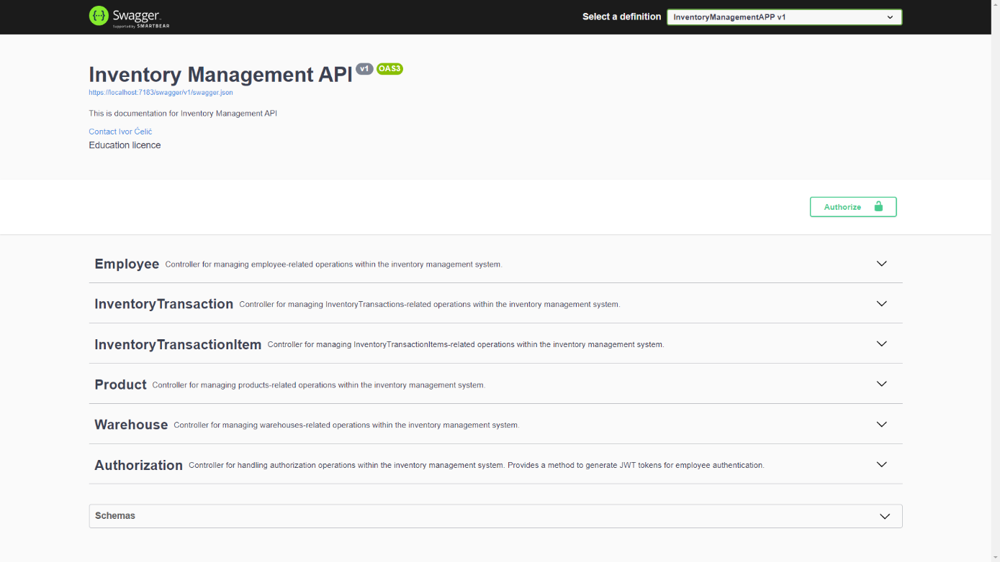 Swagger.
Supported by SMARTBEAR
Select a definition
InventoryManagementAPP v1
Inventory Management API v1 OAS3
https://localhost:7183/swagger/v1/swagger.json
This is documentation for Inventory Management API
Contact Ivor Ćelić
Education licence
Authorize
Employee Controller for managing employee-related operations within the inventory management system.
InventoryTransaction Controller for managing InventoryTransactions-related operations within the inventory management system.
InventoryTransactionItem Controller for managing InventoryTransactionItems-related operations within the inventory management system.
Product Controller for managing products-related operations within the inventory management system.
Warehouse Controller for managing warehouses-related operations within the inventory management system.
Authorization Controller for handling authorization operations within the inventory management system. Provides a method to generate JWT tokens for employee authentication.
Schemas